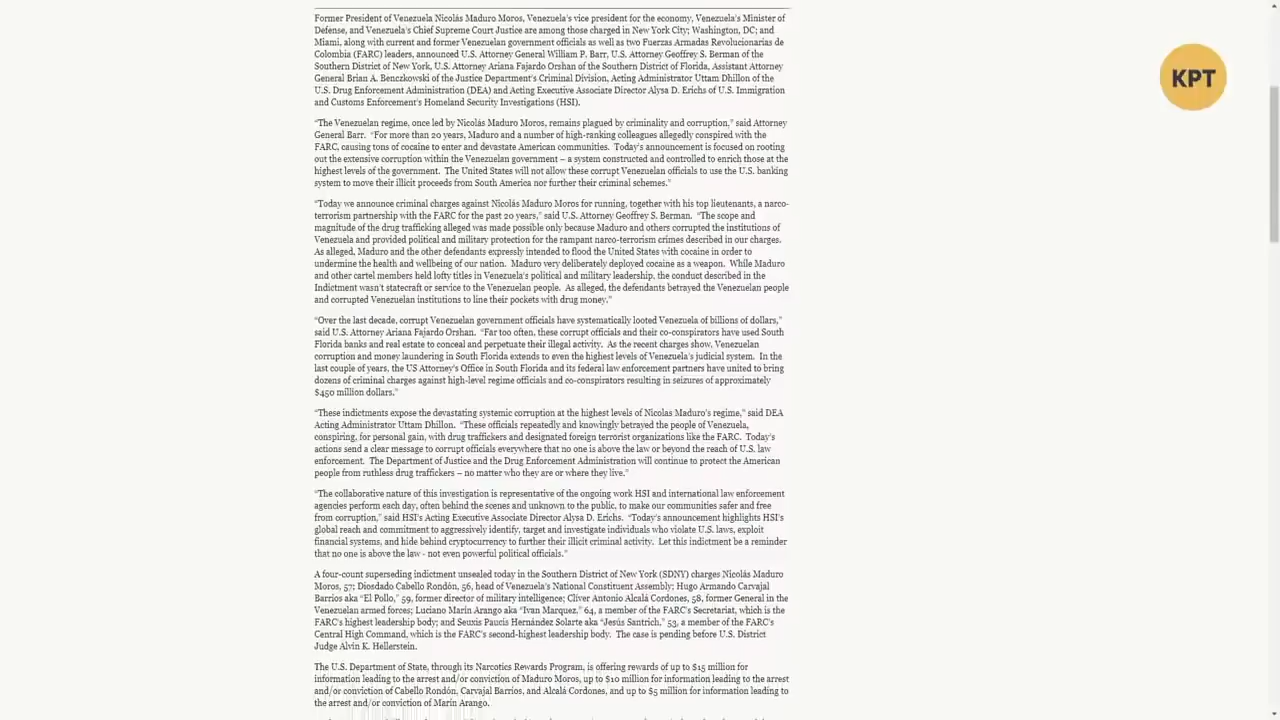 Former President of Venezuela Nicolás Maduro Moros, Venezuela's vice president for the economy, Venezuela's Minister of
Defense, and Venezuela's Chief Supreme Court Justice are among those charged in New York City; Washington, DC; and
Miami, along with current and former Venezuelan government officials as well as two Fuerzas Armadas Revolucionarias de
Colombia (FARC) leaders, announced U.S. Attorney General William P. Barr, U.S. Attorney Geoffrey S. Berman of the
Southern District of New York, U.S. Attorney Ariana Fajardo Orshan of the Southern District of Florida, Assistant Attorney
General Brian A. Benczkowski of the Justice Department's Criminal Division, Acting Administrator Uttam Dhillon of the
U.S. Drug Enforcement Administration (DEA) and Acting Executive Associate Director Alysa D. Erichs of U.S. Immigration
and Customs Enforcement's Homeland Security Investigations (HSI).
KPT
"The Venezuelan regime, once led by Nicolás Maduro Moros, remains plagued by criminality and corruption," said Attorney
General Barr. "For more than 20 years, Maduro and a number of high-ranking colleagues allegedly conspired with the
FARC, causing tons of cocaine to enter and devastate American communities. Today's announcement is focused on rooting
out the extensive corruption within the Venezuelan government – a system constructed and controlled to enrich those at the
highest levels of the government. The United States will not allow these corrupt Venezuelan officials to use the U.S. banking
system to move their illicit proceeds from South America nor further their criminal schemes."
"Today we announce criminal charges against Nicolás Maduro Moros for running, together with his top lieutenants, a narco-
terrorism partnership with the FARC for the past 20 years," said U.S. Attorney Geoffrey S. Berman. "The scope and
magnitude of the drug trafficking alleged was made possible only because Maduro and others corrupted the institutions of
Venezuela and provided political and military protection for the rampant narco-terrorism crimes described in our charges.
As alleged, Maduro and the other defendants expressly intended to flood the United States with cocaine in order to
undermine the health and wellbeing of our nation. Maduro very deliberately deployed cocaine as a weapon. While Maduro
and other cartel members held lofty titles in Venezuela's political and military leadership, the conduct described in the
Indictment wasn't statecraft or service to the Venezuelan people. As alleged, the defendants betrayed the Venezuelan people
and corrupted Venezuelan institutions to line their pockets with drug money."
"Over the last decade, corrupt Venezuelan government officials have systematically looted Venezuela of billions of dollars,"
said U.S. Attorney Ariana Fajardo Orshan. "Far too often, these corrupt officials and their co-conspirators have used South
Florida banks and real estate to conceal and perpetuate their illegal activity. As the recent charges show, Venezuelan
corruption and money laundering in South Florida extends to even the highest levels of Venezuela's judicial system. In the
last couple of years, the US Attorney's Office in South Florida and its federal law enforcement partners have united to bring
dozens of criminal charges against high-level regime officials and co-conspirators resulting in seizures of approximately
$450 million dollars."
"These indictments expose the devastating systemic corruption at the highest levels of Nicolas Maduro's regime," said DEA
Acting Administrator Uttam Dhillon. "These officials repeatedly and knowingly betrayed the people of Venezuela,
conspiring, for personal gain, with drug traffickers and designated foreign terrorist organizations like the FARC. Today's
actions send a clear message to corrupt officials everywhere that no one is above the law or beyond the reach of U.S. law
enforcement. The Department of Justice and the Drug Enforcement Administration will continue to protect the American
people from ruthless drug traffickers – no matter who they are or where they live."
"The collaborative nature of this investigation is representative of the ongoing work HSI and international law enforcement
agencies perform each day, often behind the scenes and unknown to the public, to make our communities safer and free
from corruption," said HSI's Acting Executive Associate Director Alysa D. Erichs. "Today's announcement highlights HSI's
global reach and commitment to aggressively identify, target and investigate individuals who violate U.S. laws, exploit
financial systems, and hide behind cryptocurrency to further their illicit criminal activity. Let this indictment be a reminder
that no one is above the law - not even powerful political officials."
A four-count superseding indictment unsealed today in the Southern District of New York (SDNY) charges Nicolás Maduro
Moros, 57; Diosdado Cabello Rondón, 56, head of Venezuela's National Constituent Assembly; Hugo Armando Carvajal
Barrios aka "El Pollo," 59, former director of military intelligence; Clíver Antonio Alcalá Cordones, 58, former General in the
Venezuelan armed forces; Luciano Marín Arango aka "Ivan Marquez," 64, a member of the FARC's Secretariat, which is the
FARC's highest leadership body; and Seuxis Paucis Hernández Solarte aka "Jesús Santrich," 53, a member of the FARC's
Central High Command, which is the FARC's second-highest leadership body. The case is pending before U.S. District
Judge Alvin K. Hellerstein.
The U.S. Department of State, through its Narcotics Rewards Program, is offering rewards of up to $15 million for
information leading to the arrest and/or conviction of Maduro Moros, up to $10 million for information leading to the arrest
and/or conviction of Cabello Rondón, Carvajal Barrios, and Alcalá Cordones, and up to $5 million for information leading to
the arrest and/or conviction of Marín Arango.